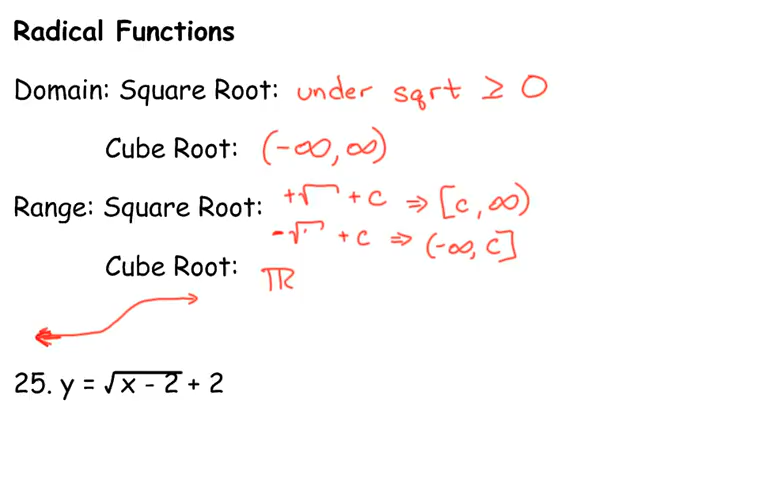 Radical Functions
Domain: Square Root: under sqrt ≥ 0
Cube Root: (-∞, ∞)
Range: Square Root: +√ + c ⇒ [c, ∞)
-√ + c ⇒ (-∞, c]
Cube Root: ℝ
25. y = √(x - 2) + 2